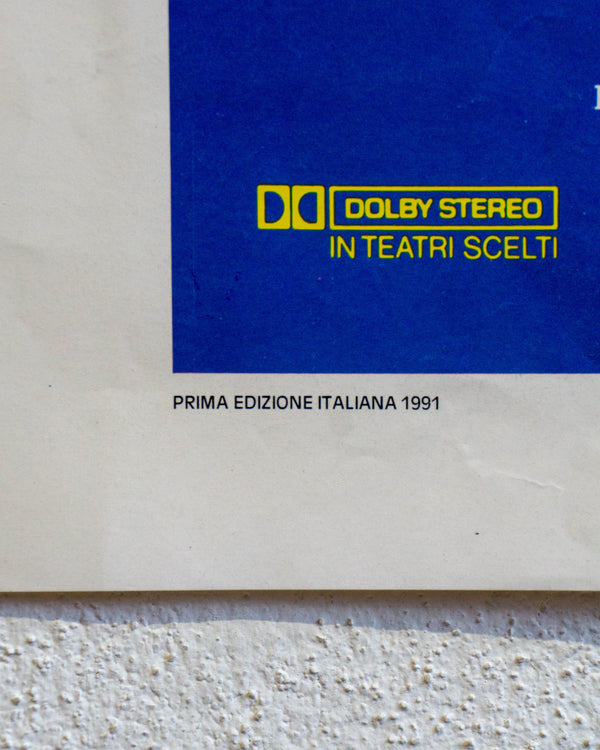 DOLBY STEREO
IN TEATRI SCELTI
PRIMA EDIZIONE ITALIANA 1991